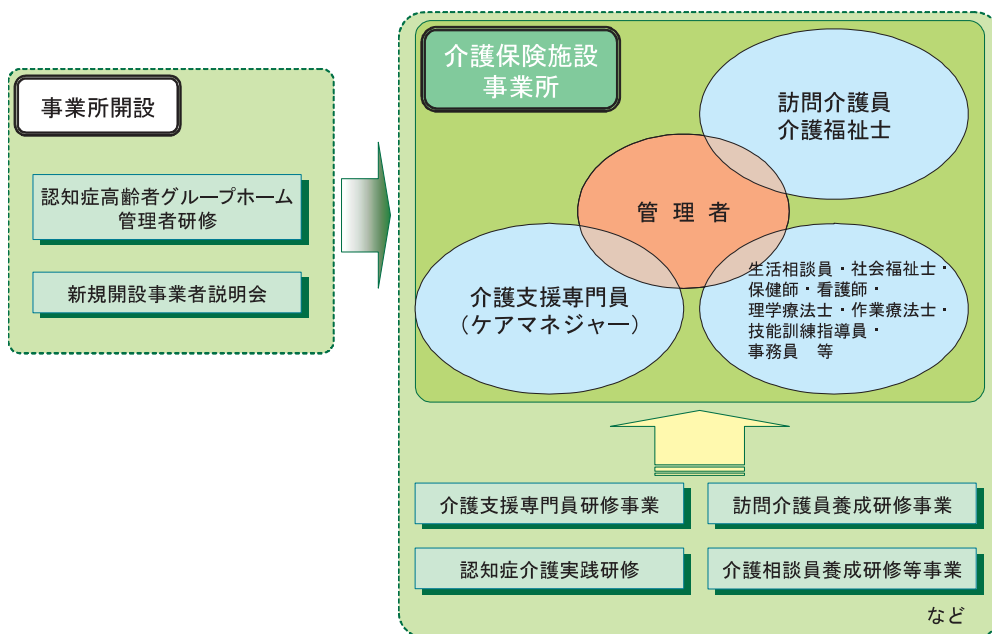 事業所開設
認知症高齢者グループホーム
管理者研修
新規開設事業者説明会
介護保険施設
事業所
訪問介護員
介護福祉士
管理者
介護支援専門員
（ケアマネジャー）
生活相談員・社会福祉士・
保健師・看護師・
理学療法士・作業療法士・
技能訓練指導員・
事務員　等
介護支援専門員研修事業
訪問介護員養成研修事業
認知症介護実践研修
介護相談員養成研修等事業
など